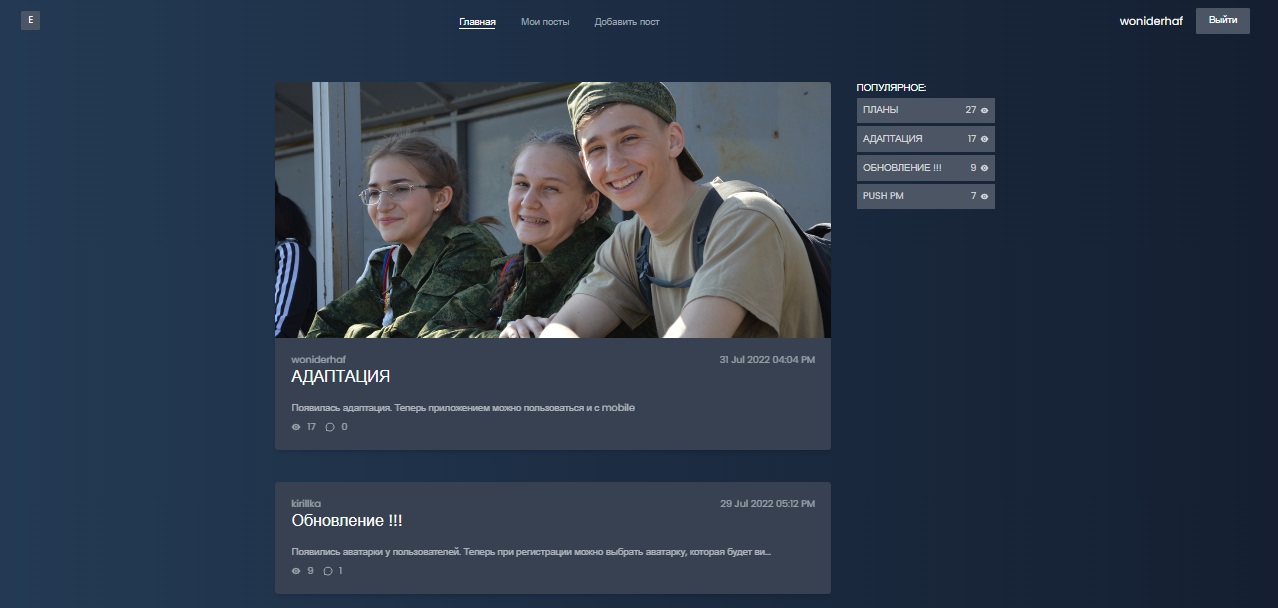 E
Главная
Мои посты
Добавить пост
woniderhaf
Выйти
woniderhaf
31 Jul 2022 04:04 PM
АДАПТАЦИЯ
Появилась адаптация. Теперь приложением можно пользоваться и с mobile
17
0
kirillka
29 Jul 2022 05:12 PM
Обновление !!!
Появились аватарки у пользователей. Теперь при регистрации можно выбрать аватарку, которая будет ви...
9
1
ПОПУЛЯРНОЕ:
ПЛАНЫ 27
АДАПТАЦИЯ 17
ОБНОВЛЕНИЕ !!! 9
PUSH PM 7